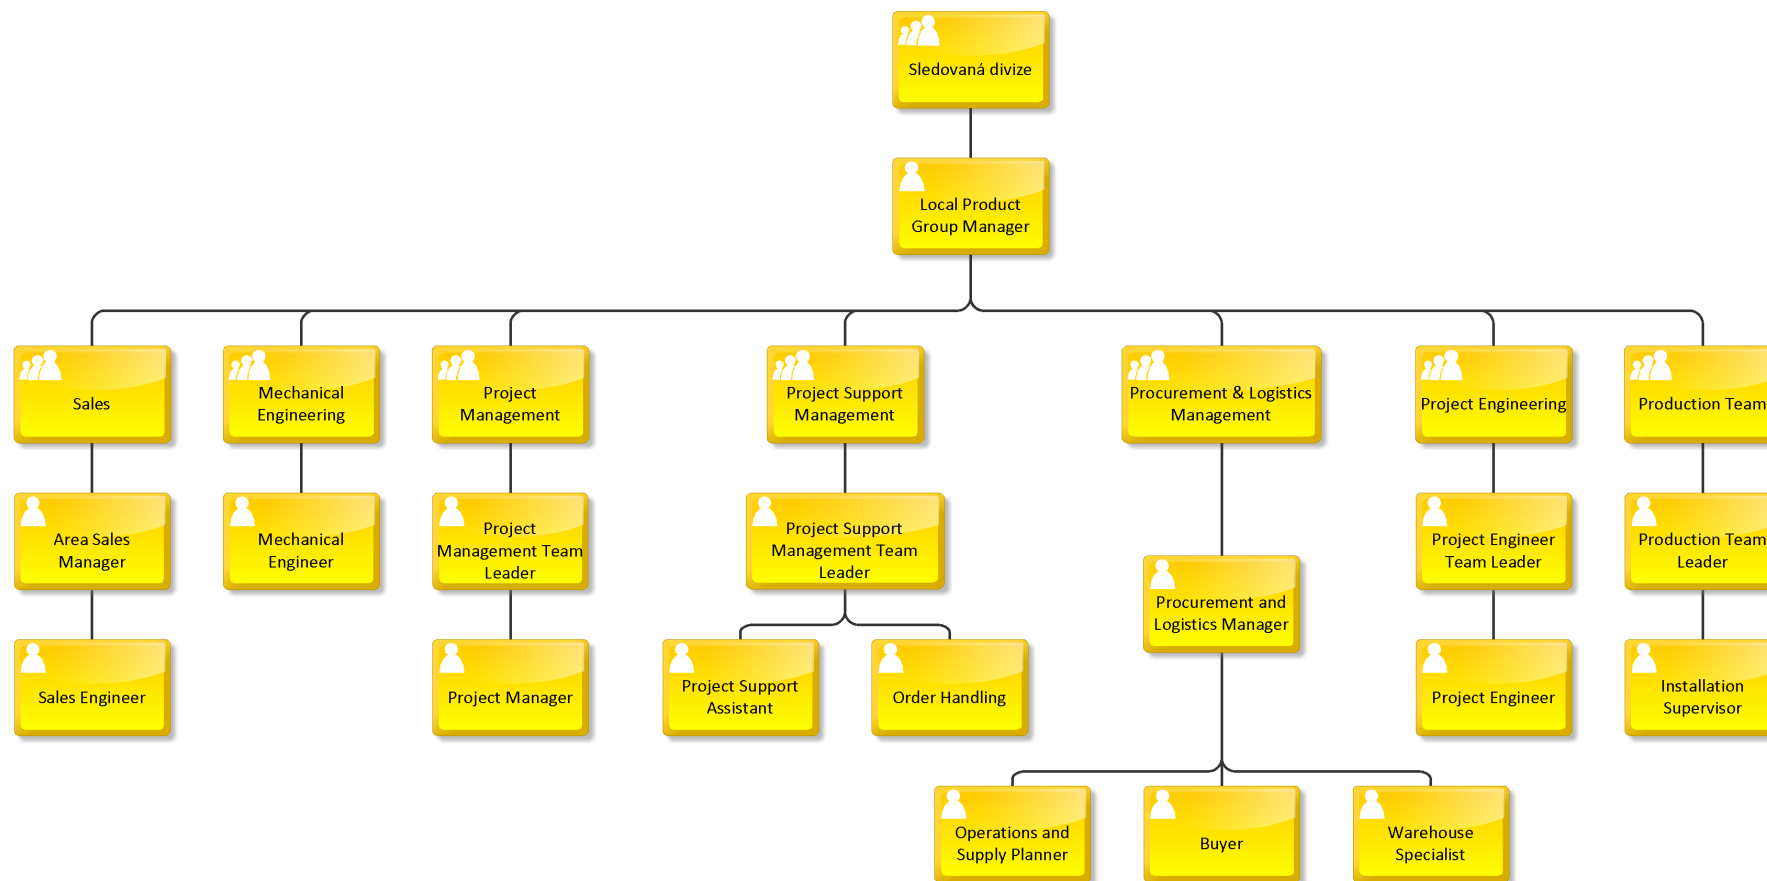 Sledovaná divize
Local Product
Group Manager
Sales
Mechanical
Engineering
Project
Management
Project Support
Management
Procurement & Logistics
Management
Project Engineering
Production Team
Area Sales
Manager
Mechanical
Engineer
Project
Management Team
Leader
Project Support
Management Team
Leader
Procurement and
Logistics Manager
Project Engineer
Team Leader
Production Team
Leader
Sales Engineer
Project Manager
Project Support
Assistant
Order Handling
Project Engineer
Installation
Supervisor
Operations and
Supply Planner
Buyer
Warehouse
Specialist